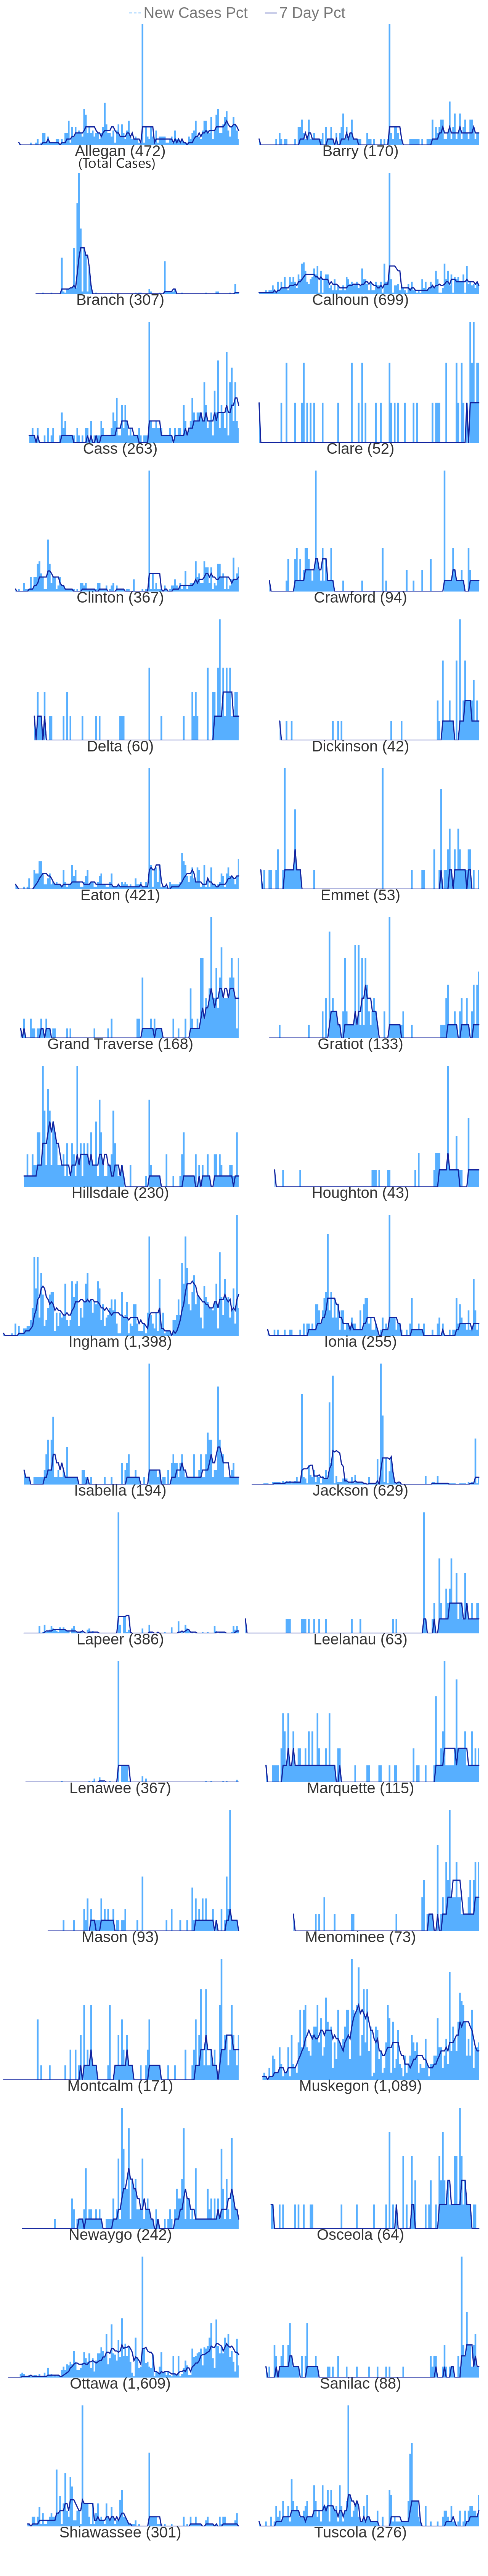 New Cases Pct 7 Day Pct
Allegan (472) Barry (170)
(Total Cases)
Branch (307) Calhoun (699)
Cass (263) Clare (52)
Clinton (367) Crawford (94)
Delta (60) Dickinson (42)
Eaton (421) Emmet (53)
Grand Traverse (168) Gratiot (133)
Hillsdale (230) Houghton (43)
Ingham (1,398) Ionia (255)
Isabella (194) Jackson (629)
Lapeer (386) Leelanau (63)
Lenawee (367) Marquette (115)
Mason (93) Menominee (73)
Montcalm (171) Muskegon (1,089)
Newaygo (242) Osceola (64)
Ottawa (1,609) Sanilac (88)
Shiawassee (301) Tuscola (276)